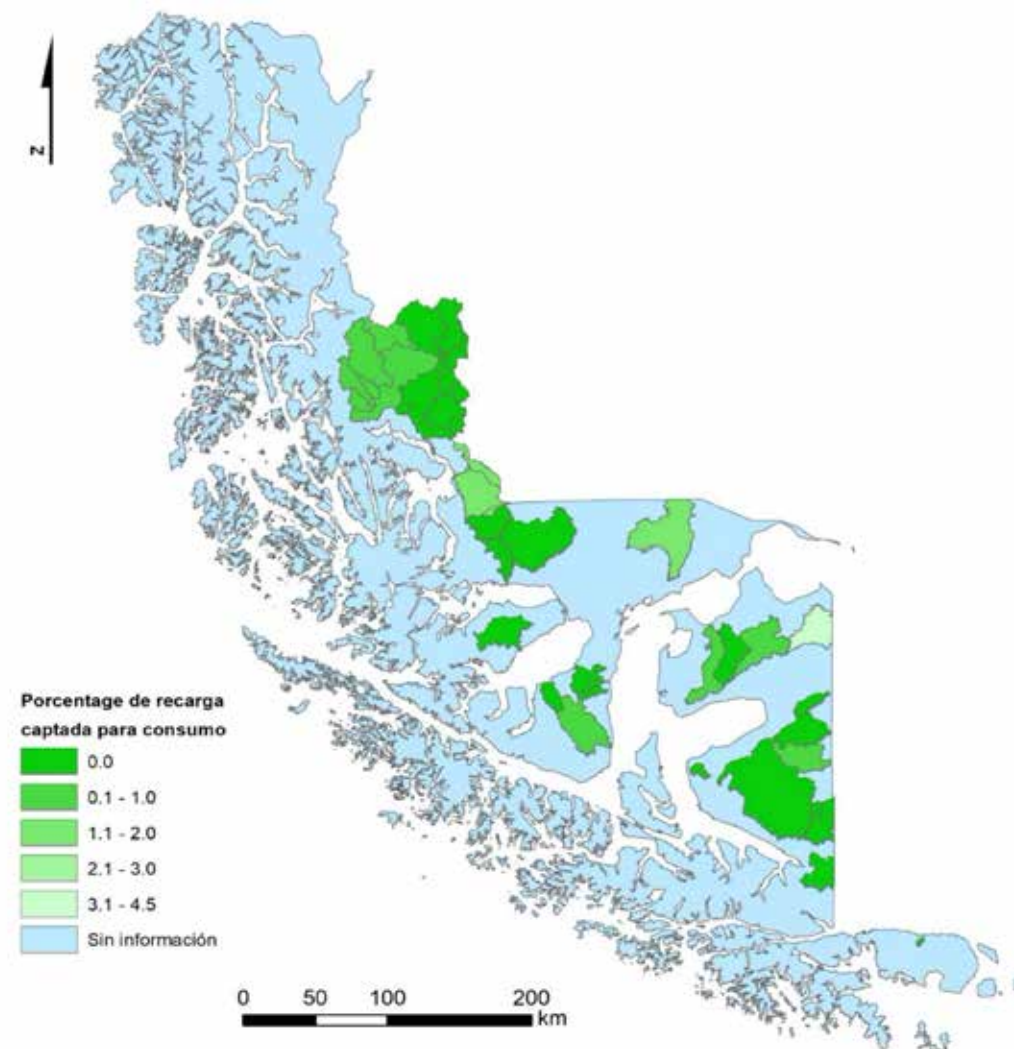 N
Porcentage de recarga
captada para consumo
0.0
0.1 - 1.0
1.1 - 2.0
2.1 - 3.0
3.1 - 4.5
Sin información
0 50 100 200
km